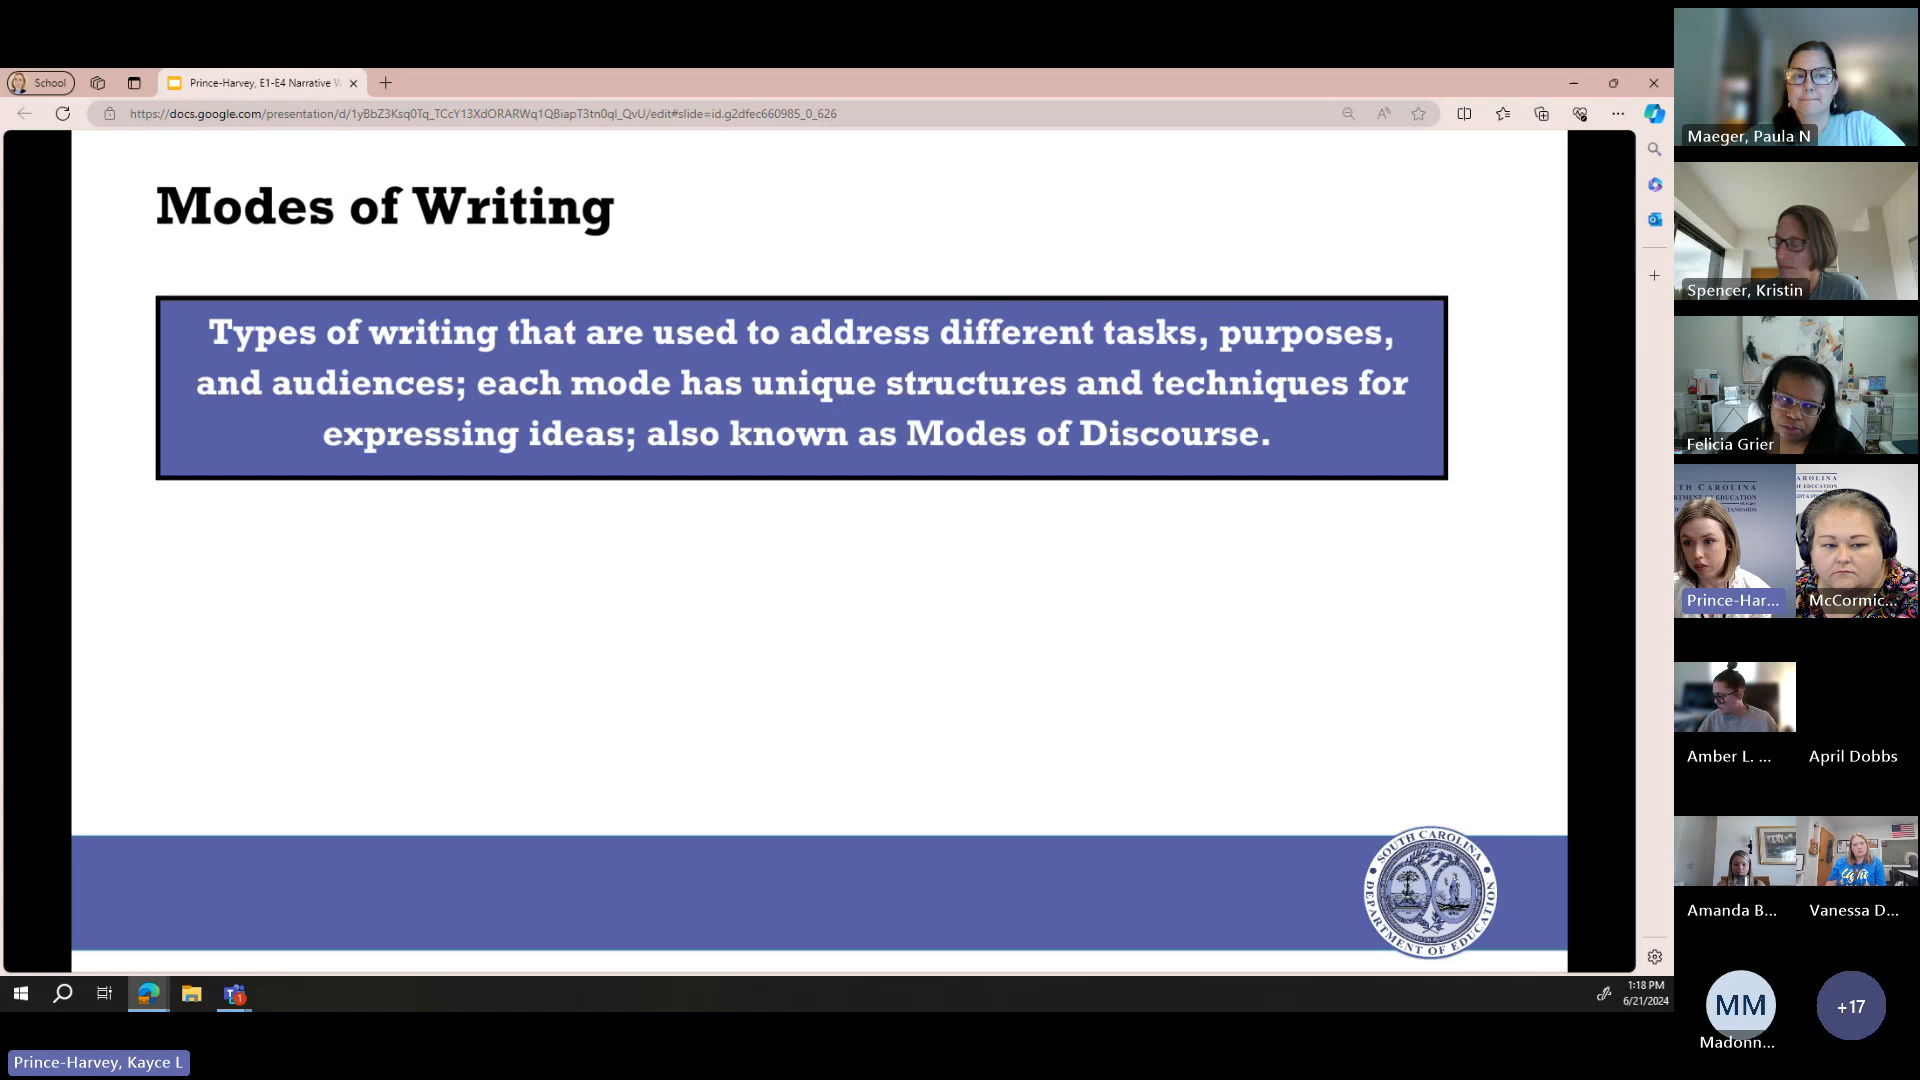 School
Prince-Harvey, E1-E4 Narrative W
https://docs.google.com/presentation/d/1yBbZ3Ksq0Tq_TCcY13XdORARWq1QBiapT3tn0qI_QvU/edit#slide=id.g2dfec660985_0_626
Modes of Writing
Types of writing that are used to address different tasks, purposes,
and audiences; each mode has unique structures and techniques for
expressing ideas; also known as Modes of Discourse.
SOUTH CAROLINA
DEPARTMENT OF EDUCATION
1:18 PM
6/21/2024
Prince-Harvey, Kayce L
Maeger, Paula N
Spencer, Kristin
Felicia Grier
Prince-Har...
McCormic...
Amber L. ...
April Dobbs
Amanda B...
Vanessa D...
MM
Madonn...
+17